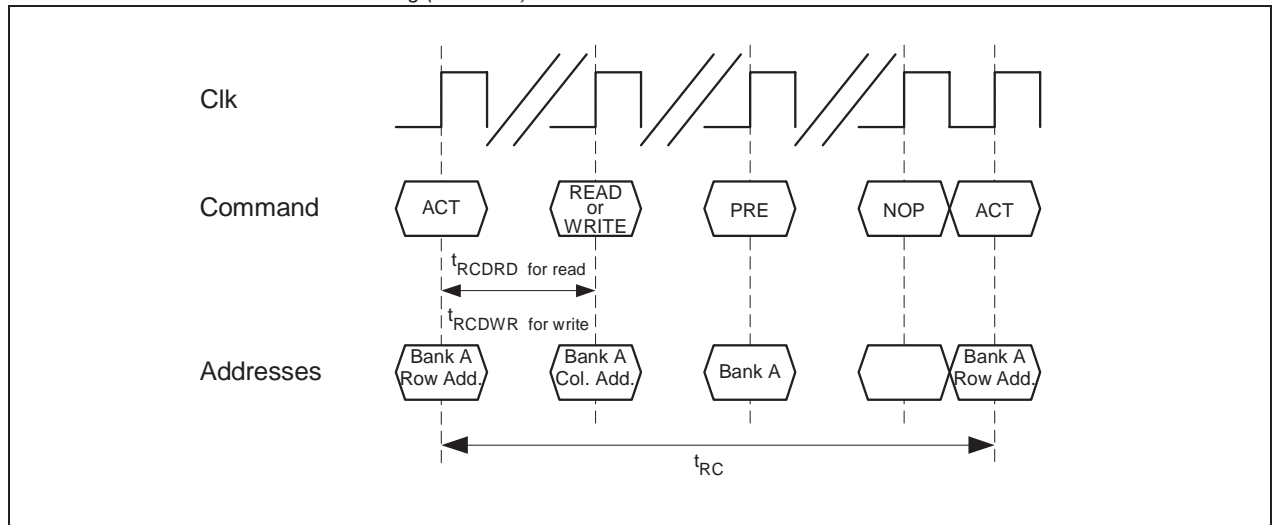 Clk
Command
ACT
READ
or
WRITE
PRE
NOP
ACT
tRCDRD for read
tRCDWR for write
Addresses
Bank A
Row Add.
Bank A
Col. Add.
Bank A
Bank A
Row Add.
tRC